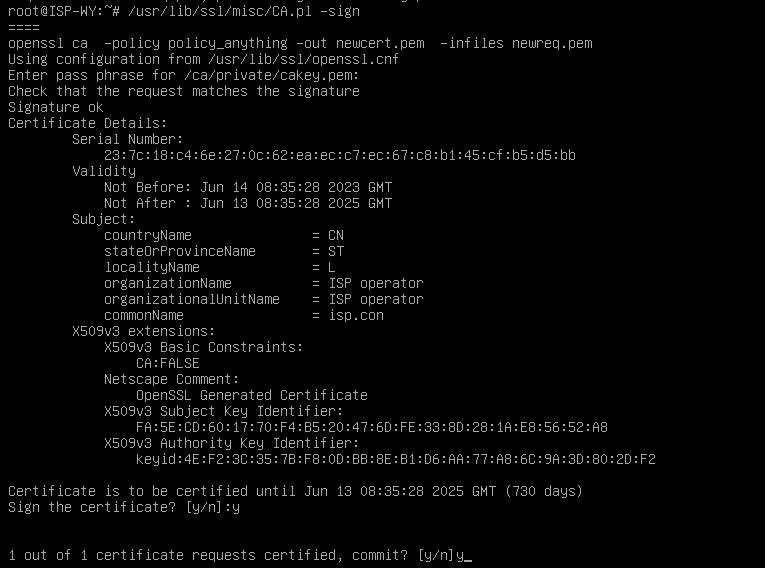 root@ISP-WY:~# /usr/lib/ssl/misc/CA.pl -sign
====
openssl ca  -policy policy_anything -out newcert.pem  -infiles newreq.pem
Using configuration from /usr/lib/ssl/openssl.cnf
Enter pass phrase for /ca/private/cakey.pem:
Check that the request matches the signature
Signature ok
Certificate Details:
        Serial Number:
            23:7c:18:c4:6e:27:0c:62:ea:ec:c7:ec:67:c8:b1:45:cf:b5:d5:bb
        Validity
            Not Before: Jun 14 08:35:28 2023 GMT
            Not After : Jun 13 08:35:28 2025 GMT
        Subject:
            countryName               = CN
            stateOrProvinceName       = ST
            localityName              = L
            organizationName          = ISP operator
            organizationalUnitName    = ISP operator
            commonName                = isp.con
        X509v3 extensions:
            X509v3 Basic Constraints:
                CA:FALSE
            Netscape Comment:
                OpenSSL Generated Certificate
            X509v3 Subject Key Identifier:
                FA:5E:CD:60:17:70:F4:B5:20:47:6D:FE:33:8D:28:1A:E8:56:52:A8
            X509v3 Authority Key Identifier:
                keyid:4E:F2:3C:35:7B:F8:0D:BB:8E:B1:D6:AA:77:A8:6C:9A:3D:80:2D:F2
Certificate is to be certified until Jun 13 08:35:28 2025 GMT (730 days)
Sign the certificate? [y/n]:y
1 out of 1 certificate requests certified, commit? [y/n]y_